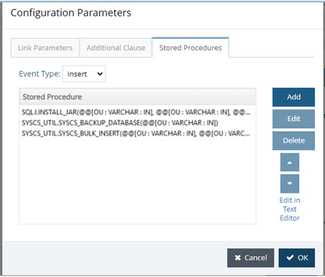 Configuration Parameters
Link Parameters
Additional Clause
Stored Procedures
Event Type: Insert
Stored Procedure
SQLJ.INSTALL_JAR(@@[OU : VARCHAR : IN], @@[OU : VARCHAR : IN], @@...
SYSCS_UTIL.SYSCS_BACKUP_DATABASE(@@[OU : VARCHAR : IN])
SYSCS_UTIL.SYSCS_BULK_INSERT(@@[OU : VARCHAR : IN], @@[OU : VARC...
Add
Edit
Delete
Edit in
Text
Editor
Cancel
OK